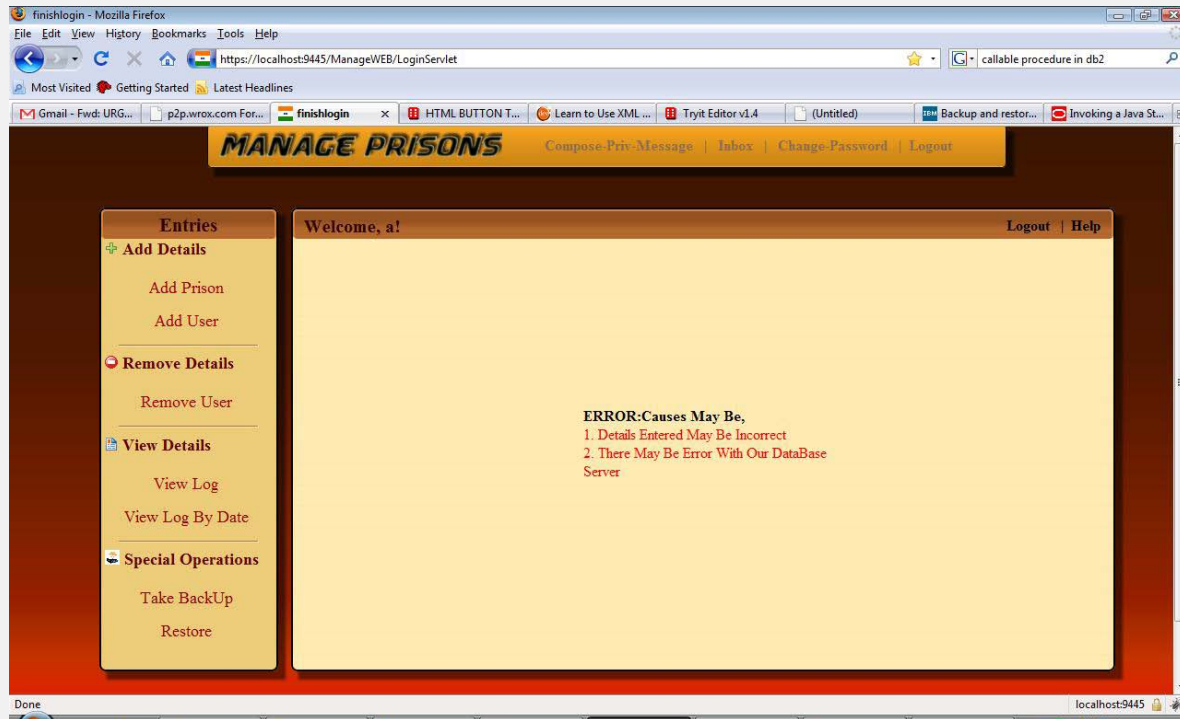 finishlogin - Mozilla Firefox
File Edit View History Bookmarks Tools Help
https://localhost:9445/ManageWEB/LoginServlet
G callable procedure in db2
Most Visited Getting Started Latest Headlines
Gmail - Fwd: URG...
p2p.wrox.com For...
finishlogin x
HTML BUTTON T...
Learn to Use XML ...
Tryit Editor v1.4
(Untitled)
IBM Backup and restor...
Invoking a Java St...
MANAGE PRISONS
Compose-Priv-Message | Inbox | Change-Password | Logout
Entries
Add Details
Add Prison
Add User
Remove Details
Remove User
View Details
View Log
View Log By Date
Special Operations
Take BackUp
Restore
Welcome, a!
Logout | Help
ERROR:Causes May Be,
1. Details Entered May Be Incorrect
2. There May Be Error With Our DataBase
Server
Done
localhost:9445